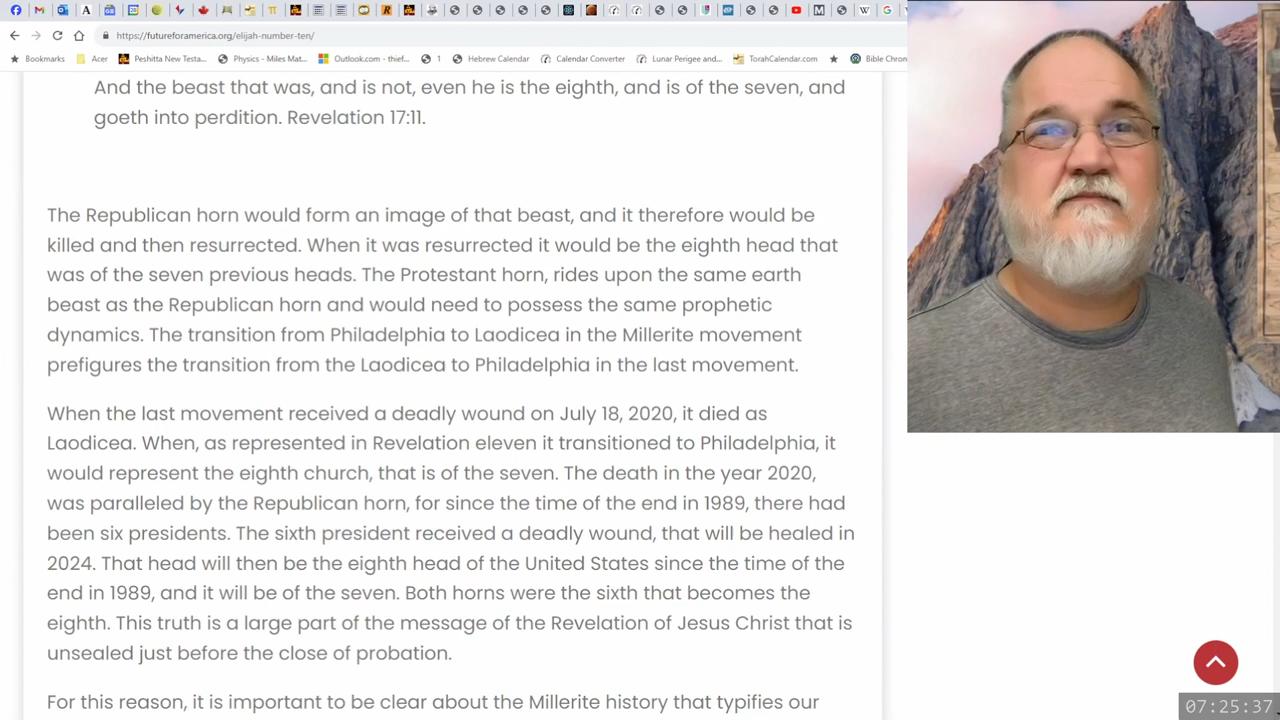 https://futureforamerica.org/elijah-number-ten/
Bookmarks Acer Peshitta New Testa... Physics - Miles Mat... Outlook.com - thief... 1 Hebrew Calendar Calendar Converter Lunar Perigee and... TorahCalendar.com Bible Chron
And the beast that was, and is not, even he is the eighth, and is of the seven, and
goeth into perdition. Revelation 17:11.
The Republican horn would form an image of that beast, and it therefore would be
killed and then resurrected. When it was resurrected it would be the eighth head that
was of the seven previous heads. The Protestant horn, rides upon the same earth
beast as the Republican horn and would need to possess the same prophetic
dynamics. The transition from Philadelphia to Laodicea in the Millerite movement
prefigures the transition from the Laodicea to Philadelphia in the last movement.
When the last movement received a deadly wound on July 18, 2020, it died as
Laodicea. When, as represented in Revelation eleven it transitioned to Philadelphia, it
would represent the eighth church, that is of the seven. The death in the year 2020,
was paralleled by the Republican horn, for since the time of the end in 1989, there had
been six presidents. The sixth president received a deadly wound, that will be healed in
2024. That head will then be the eighth head of the United States since the time of the
end in 1989, and it will be of the seven. Both horns were the sixth that becomes the
eighth. This truth is a large part of the message of the Revelation of Jesus Christ that is
unsealed just before the close of probation.
For this reason, it is important to be clear about the Millerite history that typifies our
07:25:37